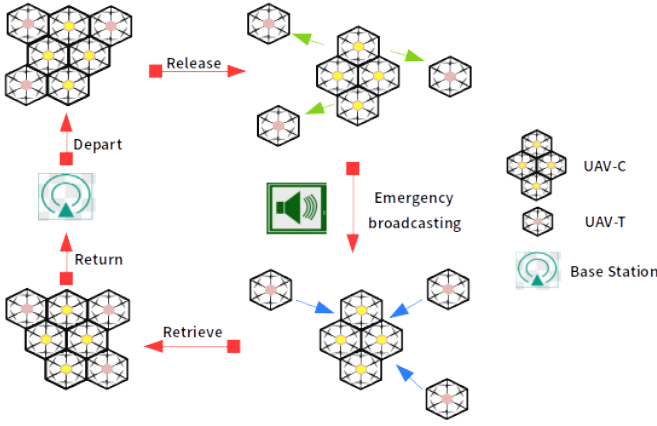 Release
Depart
Emergency
broadcasting
UAV-C
UAV-T
Base Station
Return
Retrieve